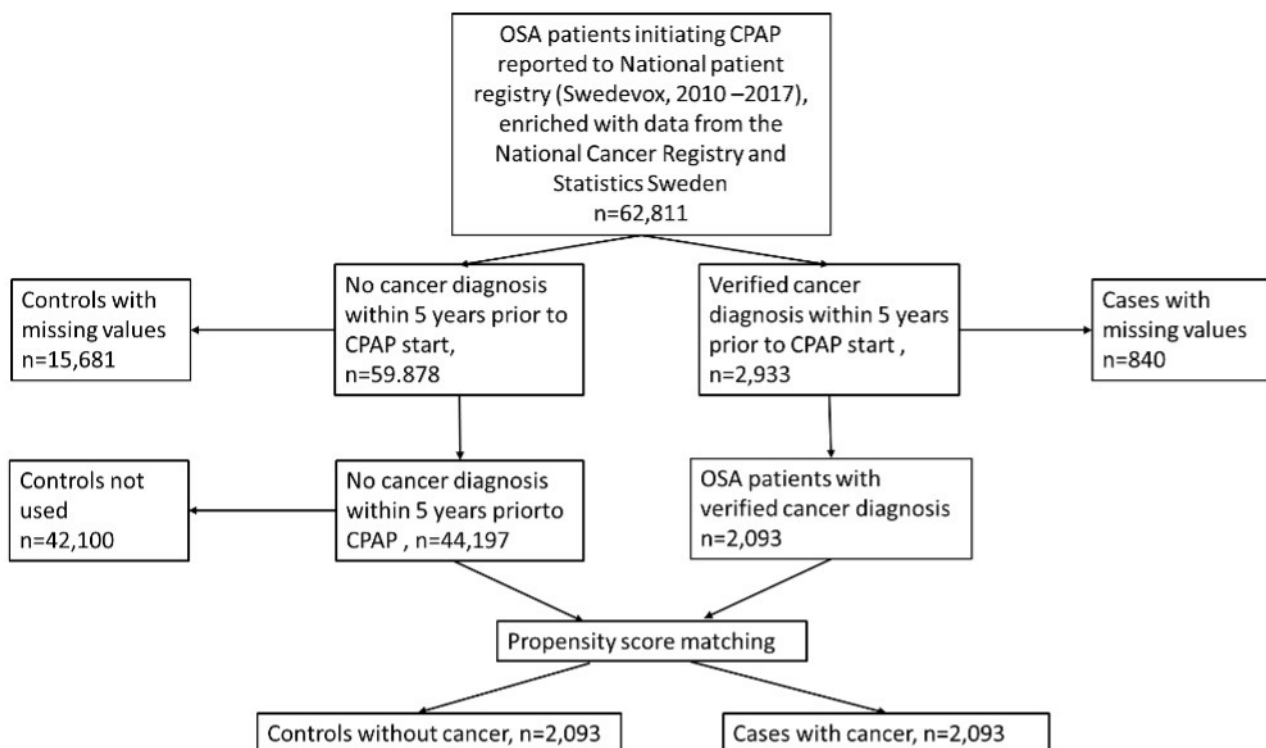 OSA patients initiating CPAP
reported to National patient
registry (Swedevox, 2010 –2017),
enriched with data from the
National Cancer Registry and
Statistics Sweden
n=62,811
Controls with
missing values
n=15,681
No cancer diagnosis
within 5 years prior to
CPAP start,
n=59.878
Verified cancer
diagnosis within 5 years
prior to CPAP start ,
n=2,933
Cases with
missing values
n=840
Controls not
used
n=42,100
No cancer diagnosis
within 5 years priorto
CPAP , n=44,197
OSA patients with
verified cancer diagnosis
n=2,093
Propensity score matching
Controls without cancer, n=2,093
Cases with cancer, n=2,093